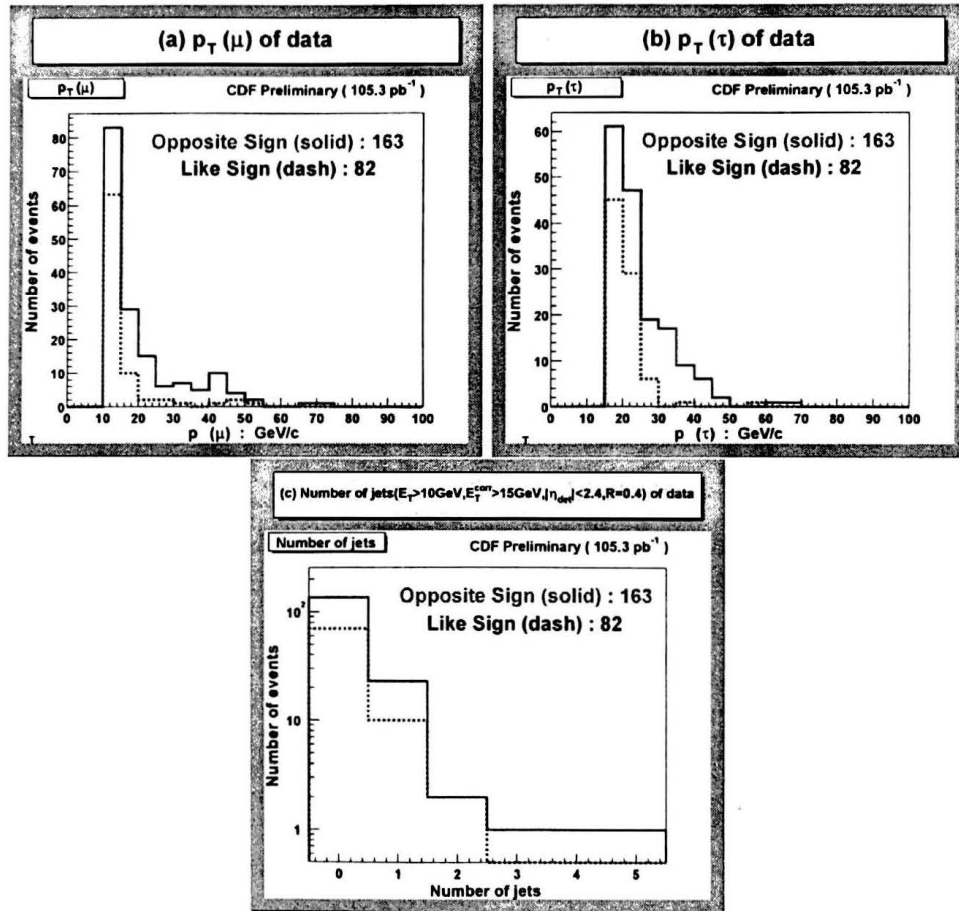 (a) p_T (μ) of data
p_T (μ)
CDF Preliminary ( 105.3 pb⁻¹ )
Opposite Sign (solid) : 163
Like Sign (dash) : 82
Number of events
80
70
60
50
40
30
20
10
0
0 10 20 30 40 50 60 70 80 90 100
p_T (μ) : GeV/c
(b) p_T (τ) of data
p_T (τ)
CDF Preliminary ( 105.3 pb⁻¹ )
Opposite Sign (solid) : 163
Like Sign (dash) : 82
Number of events
60
50
40
30
20
10
0
0 10 20 30 40 50 60 70 80 90 100
p_T (τ) : GeV/c
(c) Number of jets(E_T>10GeV,E_T^corr>15GeV,|η_det|<2.4,R=0.4) of data
Number of jets
CDF Preliminary ( 105.3 pb⁻¹ )
Opposite Sign (solid) : 163
Like Sign (dash) : 82
Number of events
10²
10
1
0 1 2 3 4 5
Number of jets